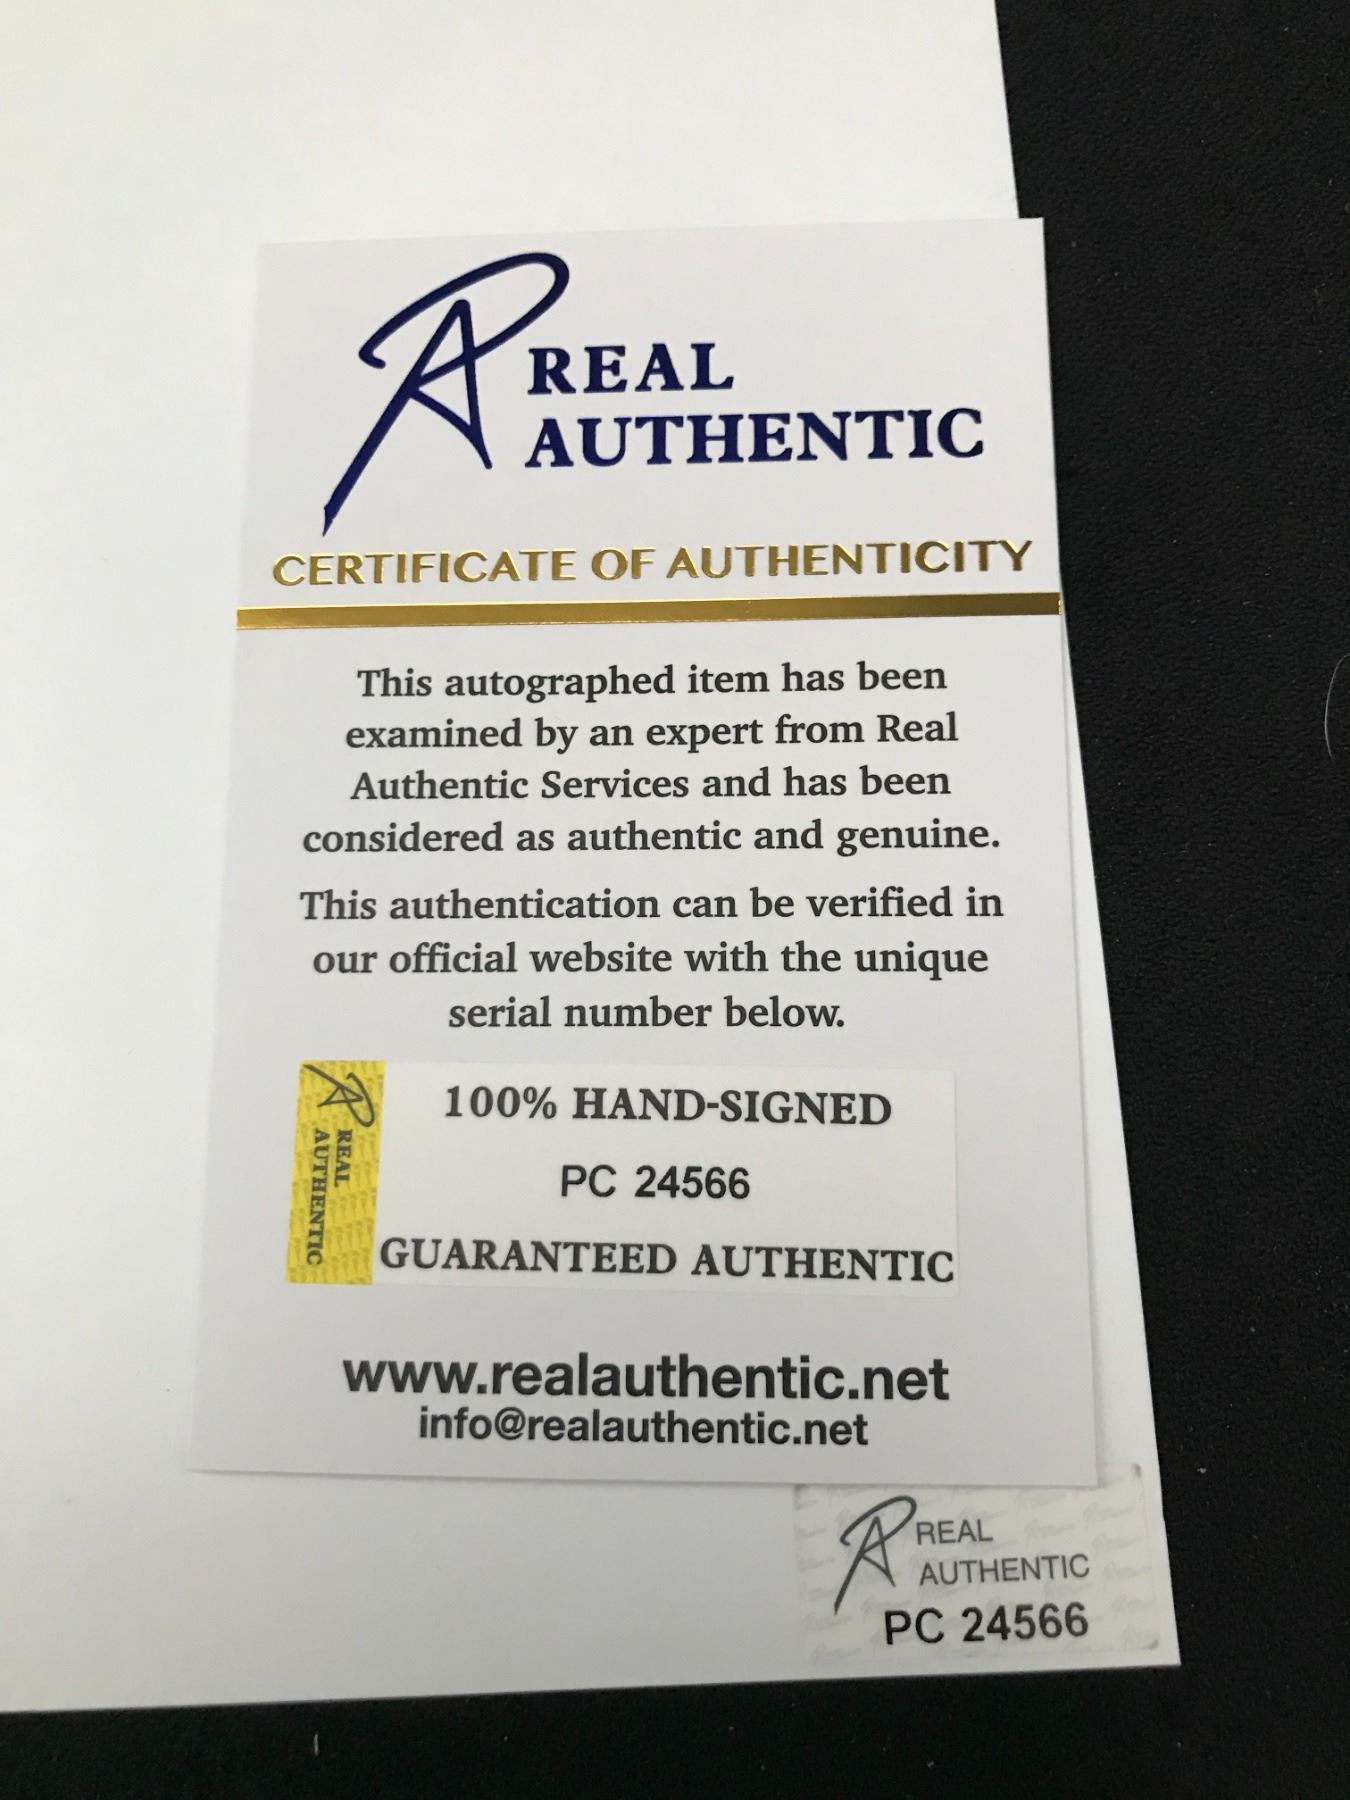 REAL
AUTHENTIC
CERTIFICATE OF AUTHENTICITY
This autographed item has been
examined by an expert from Real
Authentic Services and has been
considered as authentic and genuine.
This authentication can be verified in
our official website with the unique
serial number below.
REAL
AUTHENTIC
100% HAND-SIGNED
PC 24566
GUARANTEED AUTHENTIC
www.realauthentic.net
info@realauthentic.net
REAL
AUTHENTIC
PC 24566